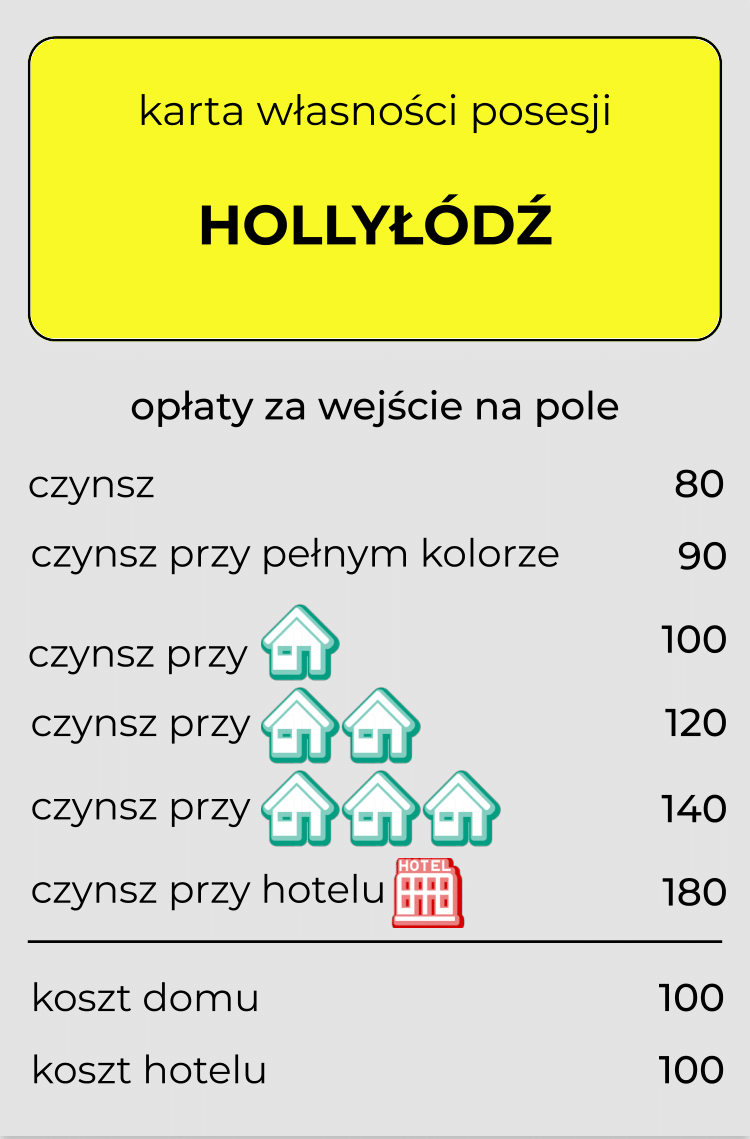 karta własności posesji
HOLLYŁÓDŹ
opłaty za wejście na pole
czynsz 80
czynsz przy pełnym kolorze 90
czynsz przy 100
czynsz przy 120
czynsz przy 140
czynsz przy hotelu HOTEL 180
koszt domu 100
koszt hotelu 100